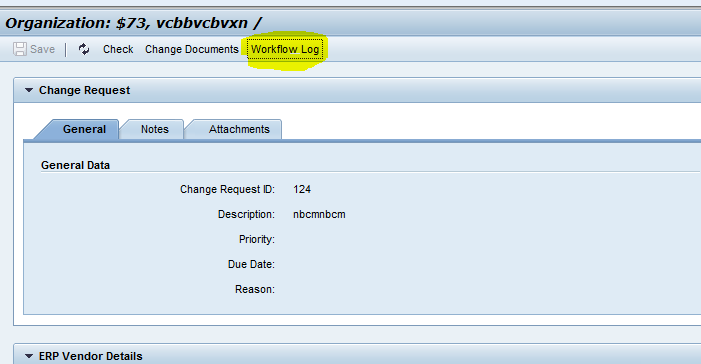 Organization: $73, vcbbvcbvxn /
Save Check Change Documents Workflow Log
Change Request
General Notes Attachments
General Data
Change Request ID: 124
Description: nbcmnbcm
Priority:
Due Date:
Reason:
ERP Vendor Details